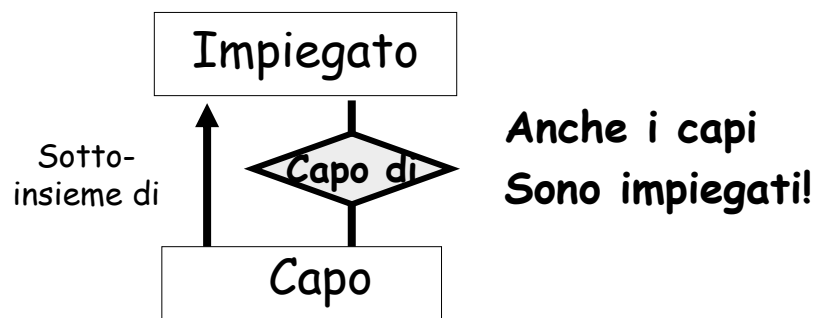 Impiegato
Sotto-
insieme di
Capo di
Anche i capi
Sono impiegati!
Capo